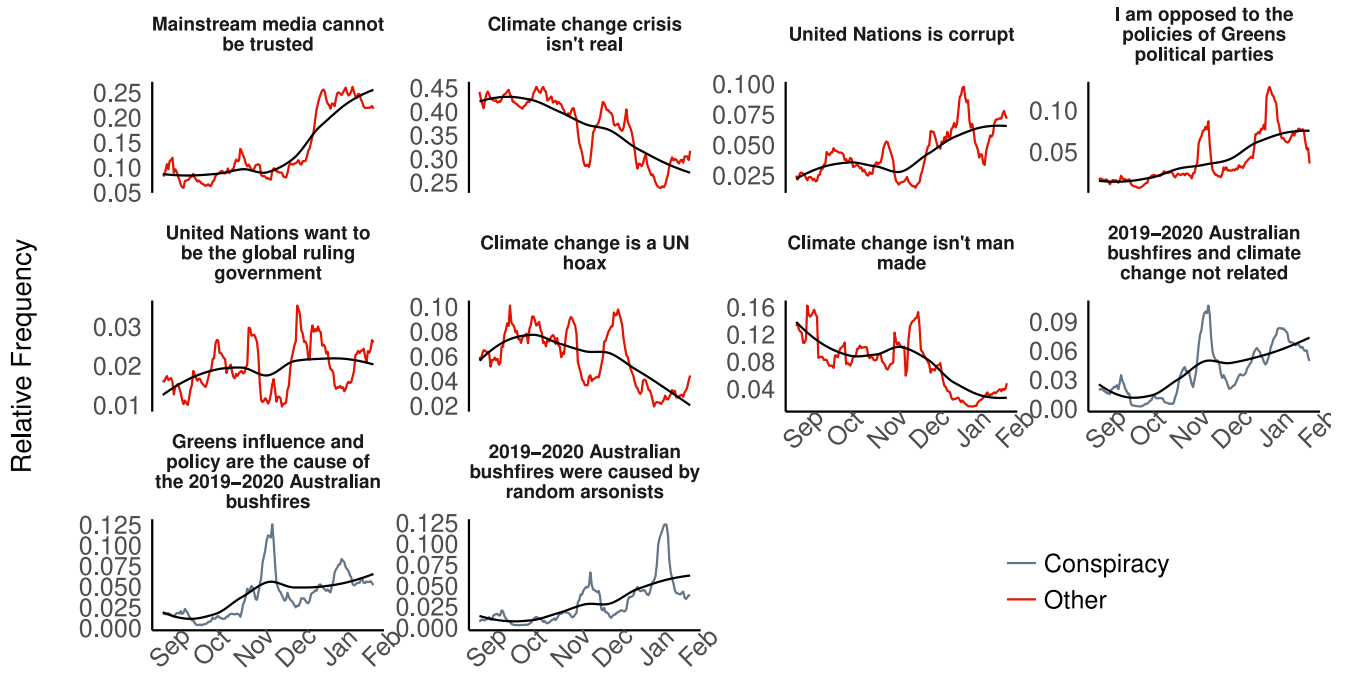 Mainstream media cannot
be trusted
Climate change crisis
isn't real
United Nations is corrupt
I am opposed to the
policies of Greens
political parties
0.25
0.20
0.15
0.10
0.05
0.45
0.40
0.35
0.30
0.25
0.100
0.075
0.050
0.025
0.10
0.05
United Nations want to
be the global ruling
government
Climate change is a UN
hoax
Climate change isn't man
made
2019–2020 Australian
bushfires and climate
change not related
0.03
0.02
0.01
0.10
0.08
0.06
0.04
0.02
0.16
0.12
0.08
0.04
Sep
Oct
Nov
Dec
Jan
Feb
0.09
0.06
0.03
0.00
Sep
Oct
Nov
Dec
Jan
Feb
Relative Frequency
Greens influence and
policy are the cause of
the 2019–2020 Australian
bushfires
2019–2020 Australian
bushfires were caused by
random arsonists
0.125
0.100
0.075
0.050
0.025
0.000
Sep
Oct
Nov
Dec
Jan
Feb
0.125
0.100
0.075
0.050
0.025
0.000
Sep
Oct
Nov
Dec
Jan
Feb
Conspiracy
Other